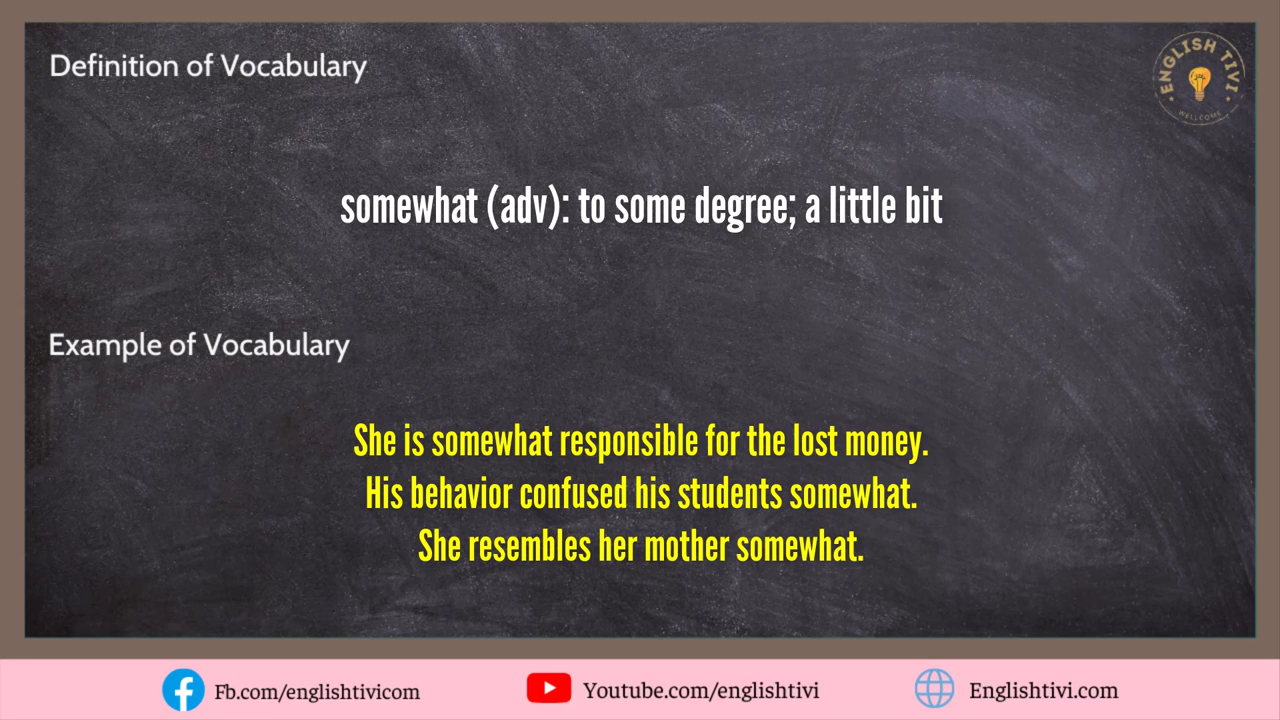 Definition of Vocabulary
ENGLISH TIVI
WELLCOME
somewhat (adv): to some degree; a little bit
Example of Vocabulary
She is somewhat responsible for the lost money.
His behavior confused his students somewhat.
She resembles her mother somewhat.
Fb.com/englishtivicom
Youtube.com/englishtivi
Englishtivi.com